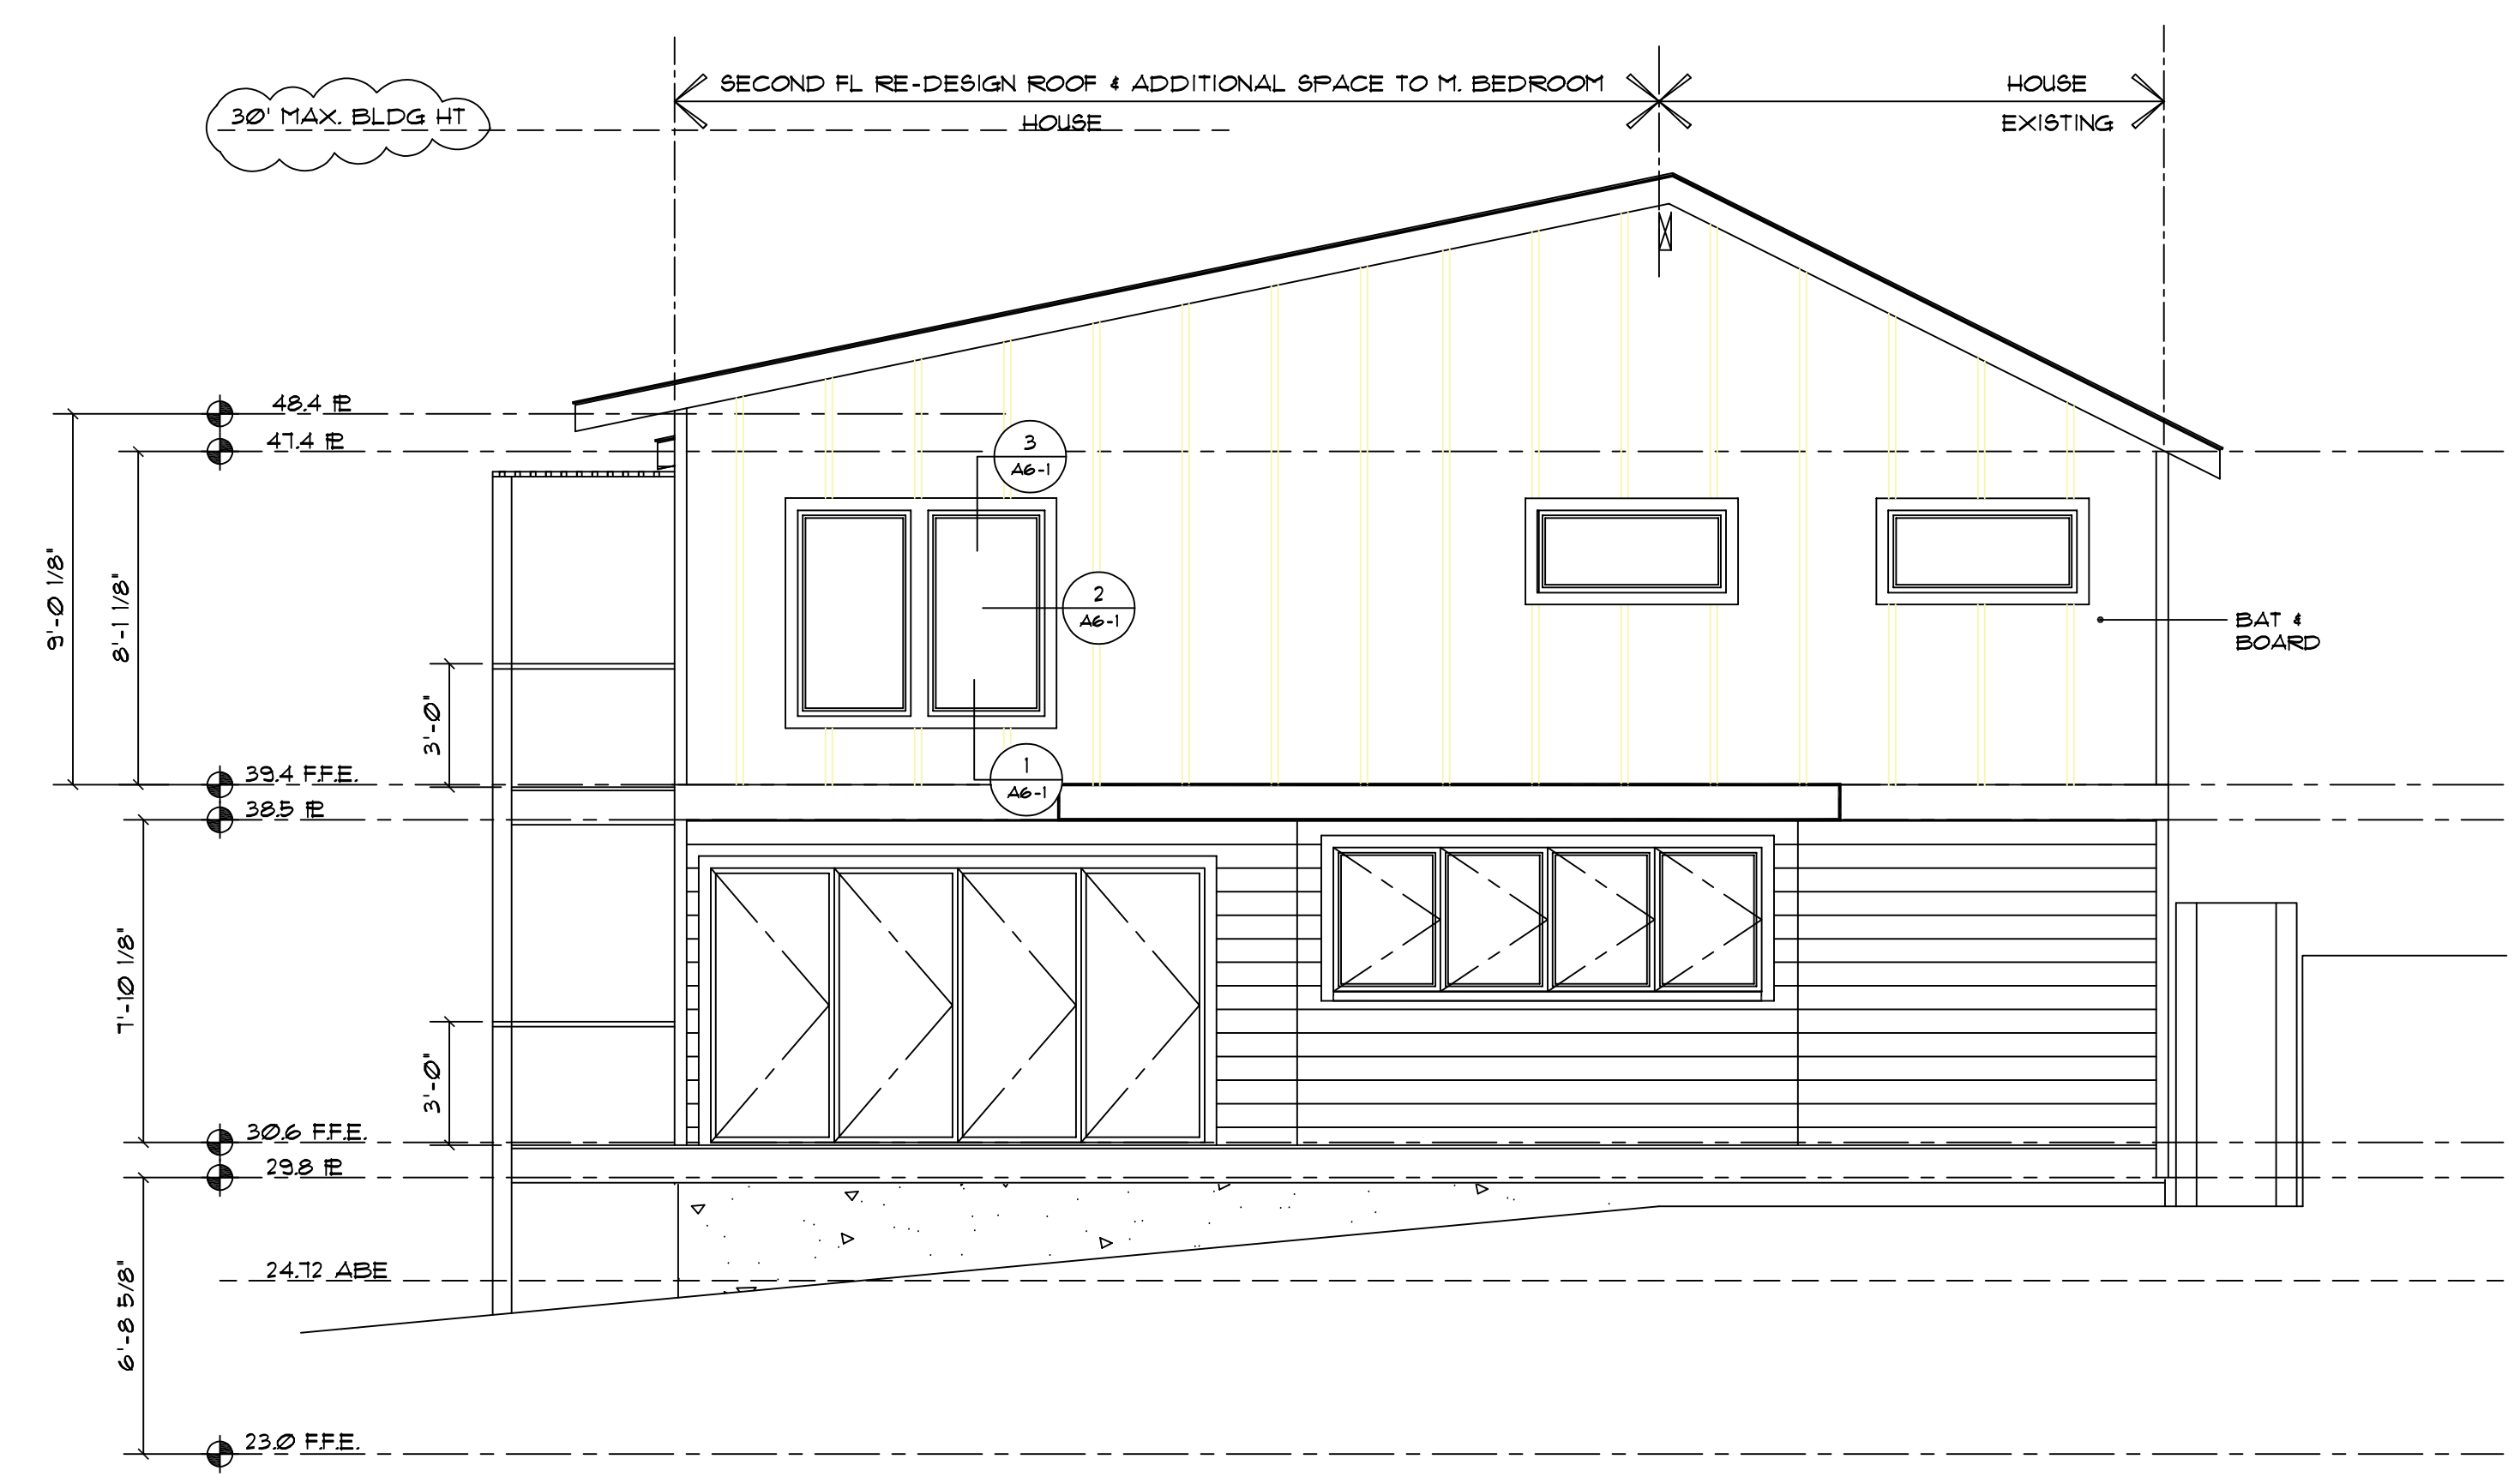 SECOND FL RE-DESIGN ROOF & ADDITIONAL SPACE TO M. BEDROOM
HOUSE
HOUSE
EXISTING
30' MAX. BLDG HT
48.4 PL
47.4 PL
3
A6-1
9'-0 1/8"
8'-1 1/8"
2
A6-1
BAT &
BOARD
3'-0"
39.4 F.F.E.
1
A6-1
38.5 PL
7'-10 1/8"
3'-0"
30.6 F.F.E.
29.8 PL
24.72 ABE
6'-8 5/8"
23.0 F.F.E.